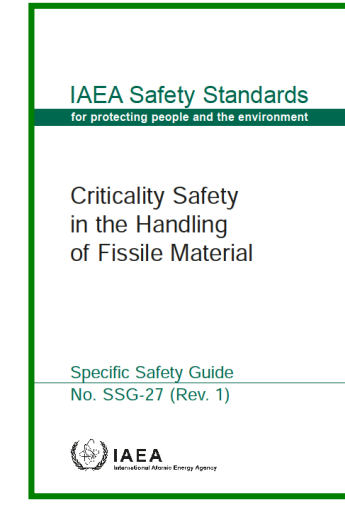 IAEA Safety Standards
for protecting people and the environment
Criticality Safety
in the Handling
of Fissile Material
Specific Safety Guide
No. SSG-27 (Rev. 1)
IAEA
International Atomic Energy Agency